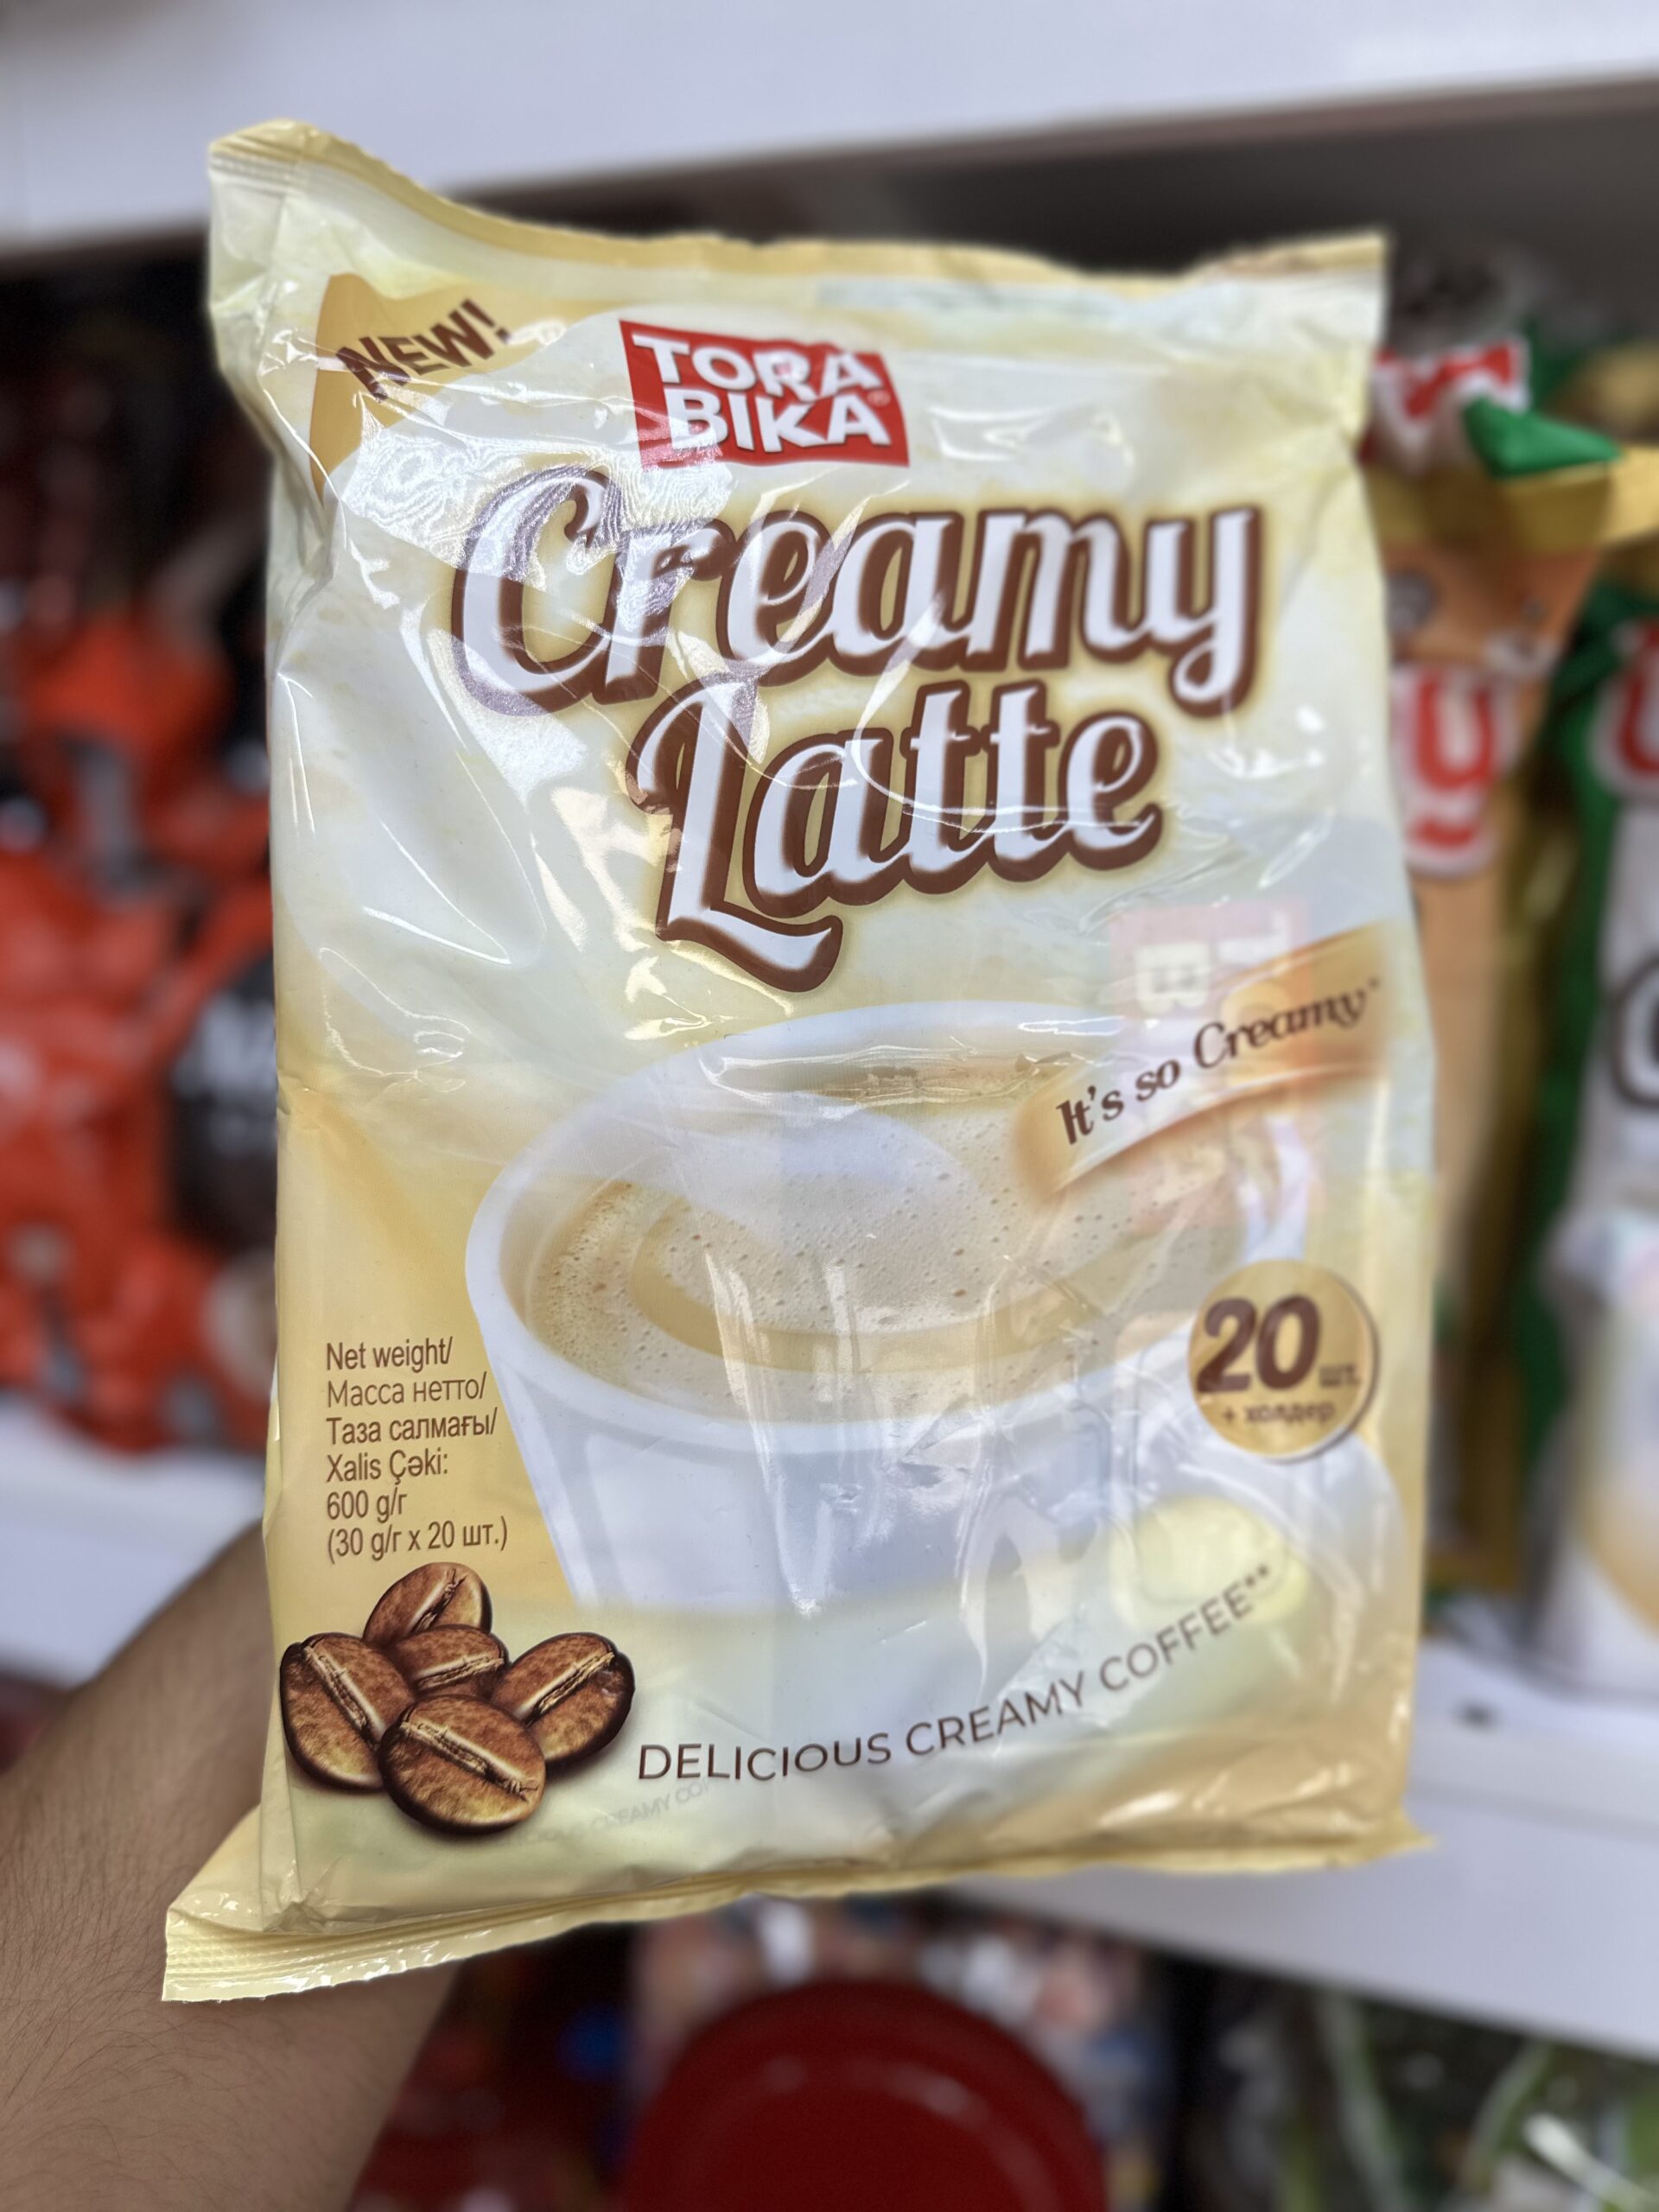 NEW!
TORA
BIKA®
Creamy
Latte
It's so Creamy*
20 шт.
+ холдер
Net weight/
Масса нетто/
Таза салмағы/
Xalis Çəki:
600 g/г
(30 g/г x 20 шт.)
DELICIOUS CREAMY COFFEE**